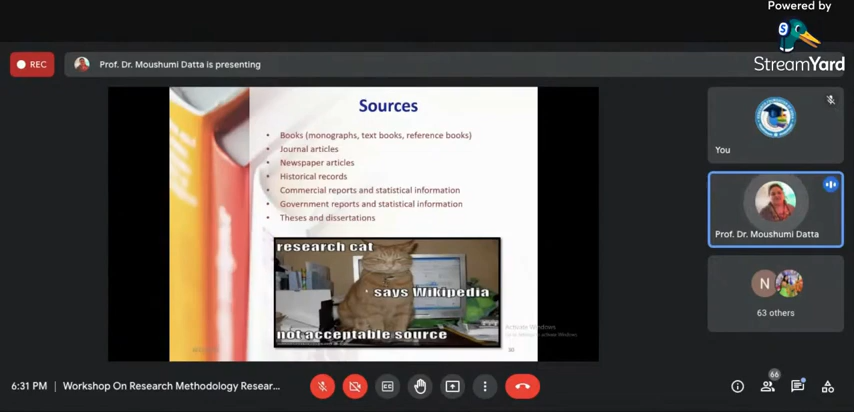 Powered by
StreamYard
REC
Prof. Dr. Moushumi Datta is presenting
Sources
• Books (monographs, text books, reference books)
• Journal articles
• Newspaper articles
• Historical records
• Commercial reports and statistical information
• Government reports and statistical information
• Theses and dissertations
research cat
says Wikipedia
not acceptable source
Activate Windows
You
Prof. Dr. Moushumi Datta
N
63 others
6:31 PM | Workshop On Research Methodology Resear...
CC
66